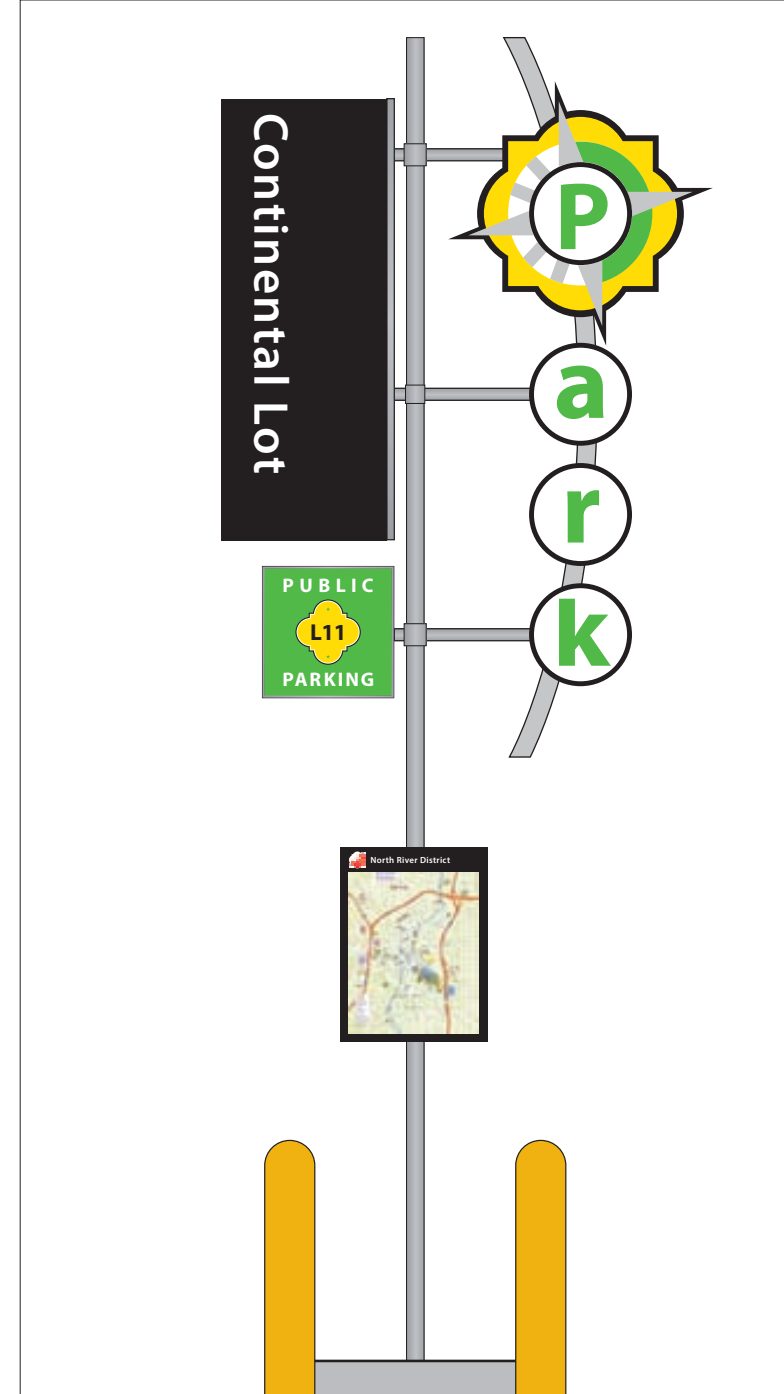 Continental Lot
P
a
r
k
PUBLIC
L11
PARKING
North River District